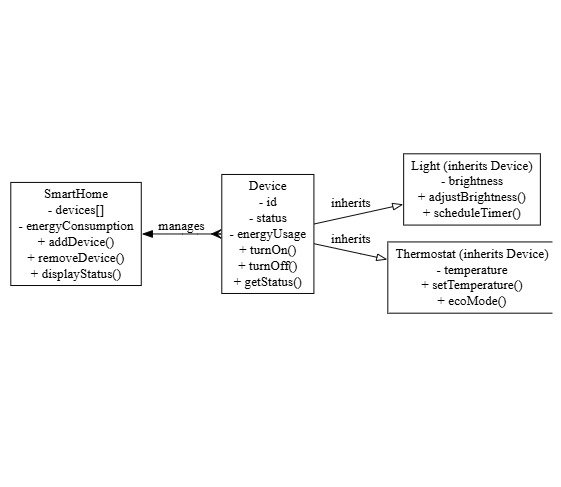 SmartHome
- devices[]
- energyConsumption
+ addDevice()
+ removeDevice()
+ displayStatus()
manages
Device
- id
- status
- energyUsage
+ turnOn()
+ turnOff()
+ getStatus()
inherits
inherits
Light (inherits Device)
- brightness
+ adjustBrightness()
+ scheduleTimer()
Thermostat (inherits Device)
- temperature
+ setTemperature()
+ ecoMode()